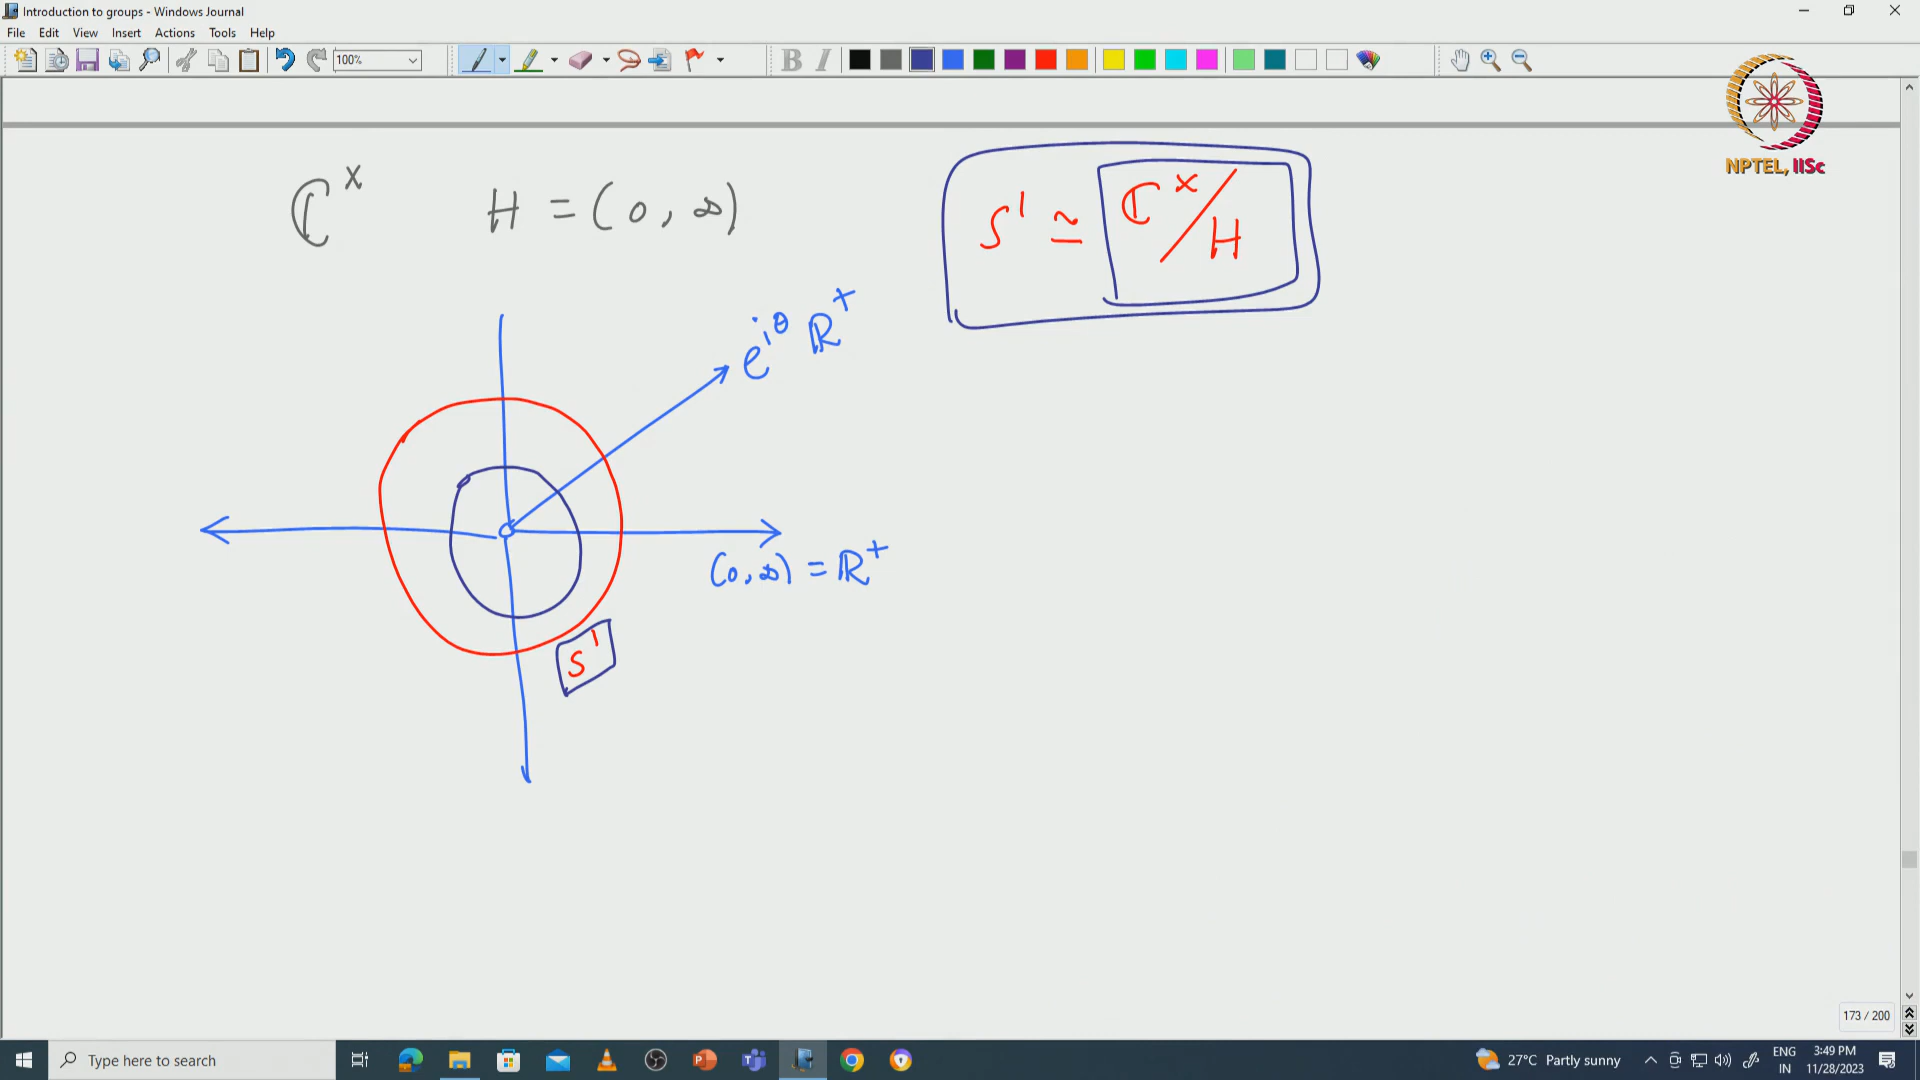 Introduction to groups - Windows Journal
File Edit View Insert Actions Tools Help
100%
B I
NPTEL, IISc
ℂ^× H = (0, ∞)
S¹ ≃ ℂ^×/H
e^{iθ} ℝ⁺
(0, ∞) = ℝ⁺
S¹
173 / 200
Type here to search
27°C Partly sunny
ENG
IN
3:49 PM
11/28/2023